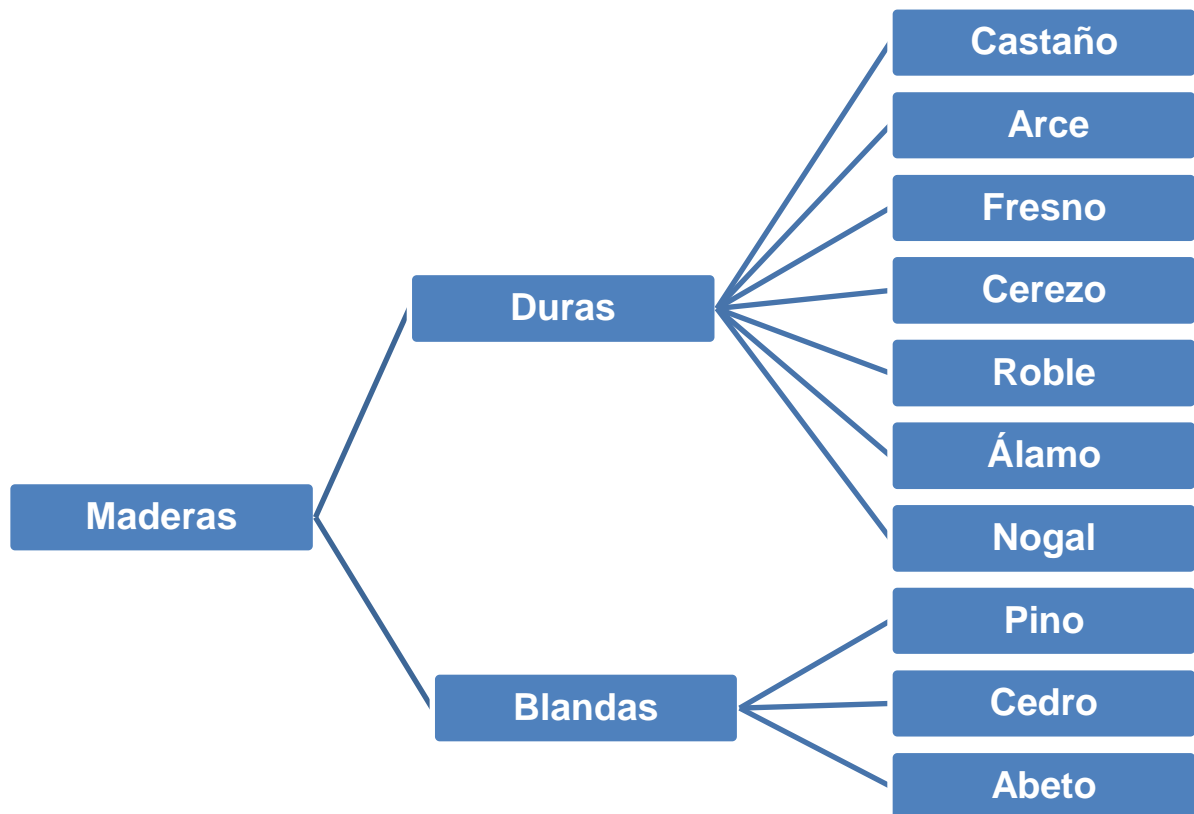 Maderas
Duras
Castaño
Arce
Fresno
Cerezo
Roble
Álamo
Nogal
Blandas
Pino
Cedro
Abeto